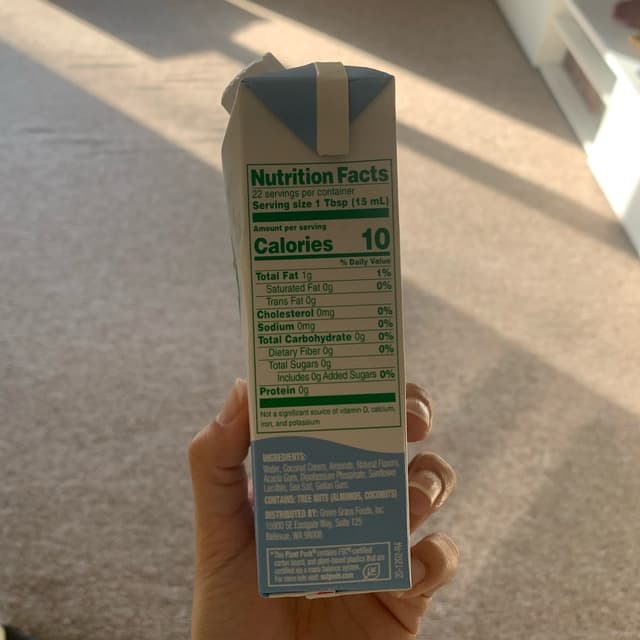 Nutrition Facts
22 servings per container
Serving size 1 Tbsp (15 mL)
Amount per serving
Calories 10
% Daily Value
Total Fat 1g 1%
Saturated Fat 0g 0%
Trans Fat 0g
Cholesterol 0mg 0%
Sodium 0mg 0%
Total Carbohydrate 0g 0%
Dietary Fiber 0g 0%
Total Sugars 0g
Includes 0g Added Sugars 0%
Protein 0g
Not a significant source of vitamin D, calcium,
iron, and potassium
INGREDIENTS:
Water, Coconut Cream, Almonds, Natural Flavors,
Acacia Gum, Dipotassium Phosphate, Sunflower
Lecithin, Sea Salt, Gellan Gum.
CONTAINS: TREE NUTS (ALMONDS, COCONUTS)
DISTRIBUTED BY: Green Grass Foods, Inc
Suite 125
Bellevue, WA